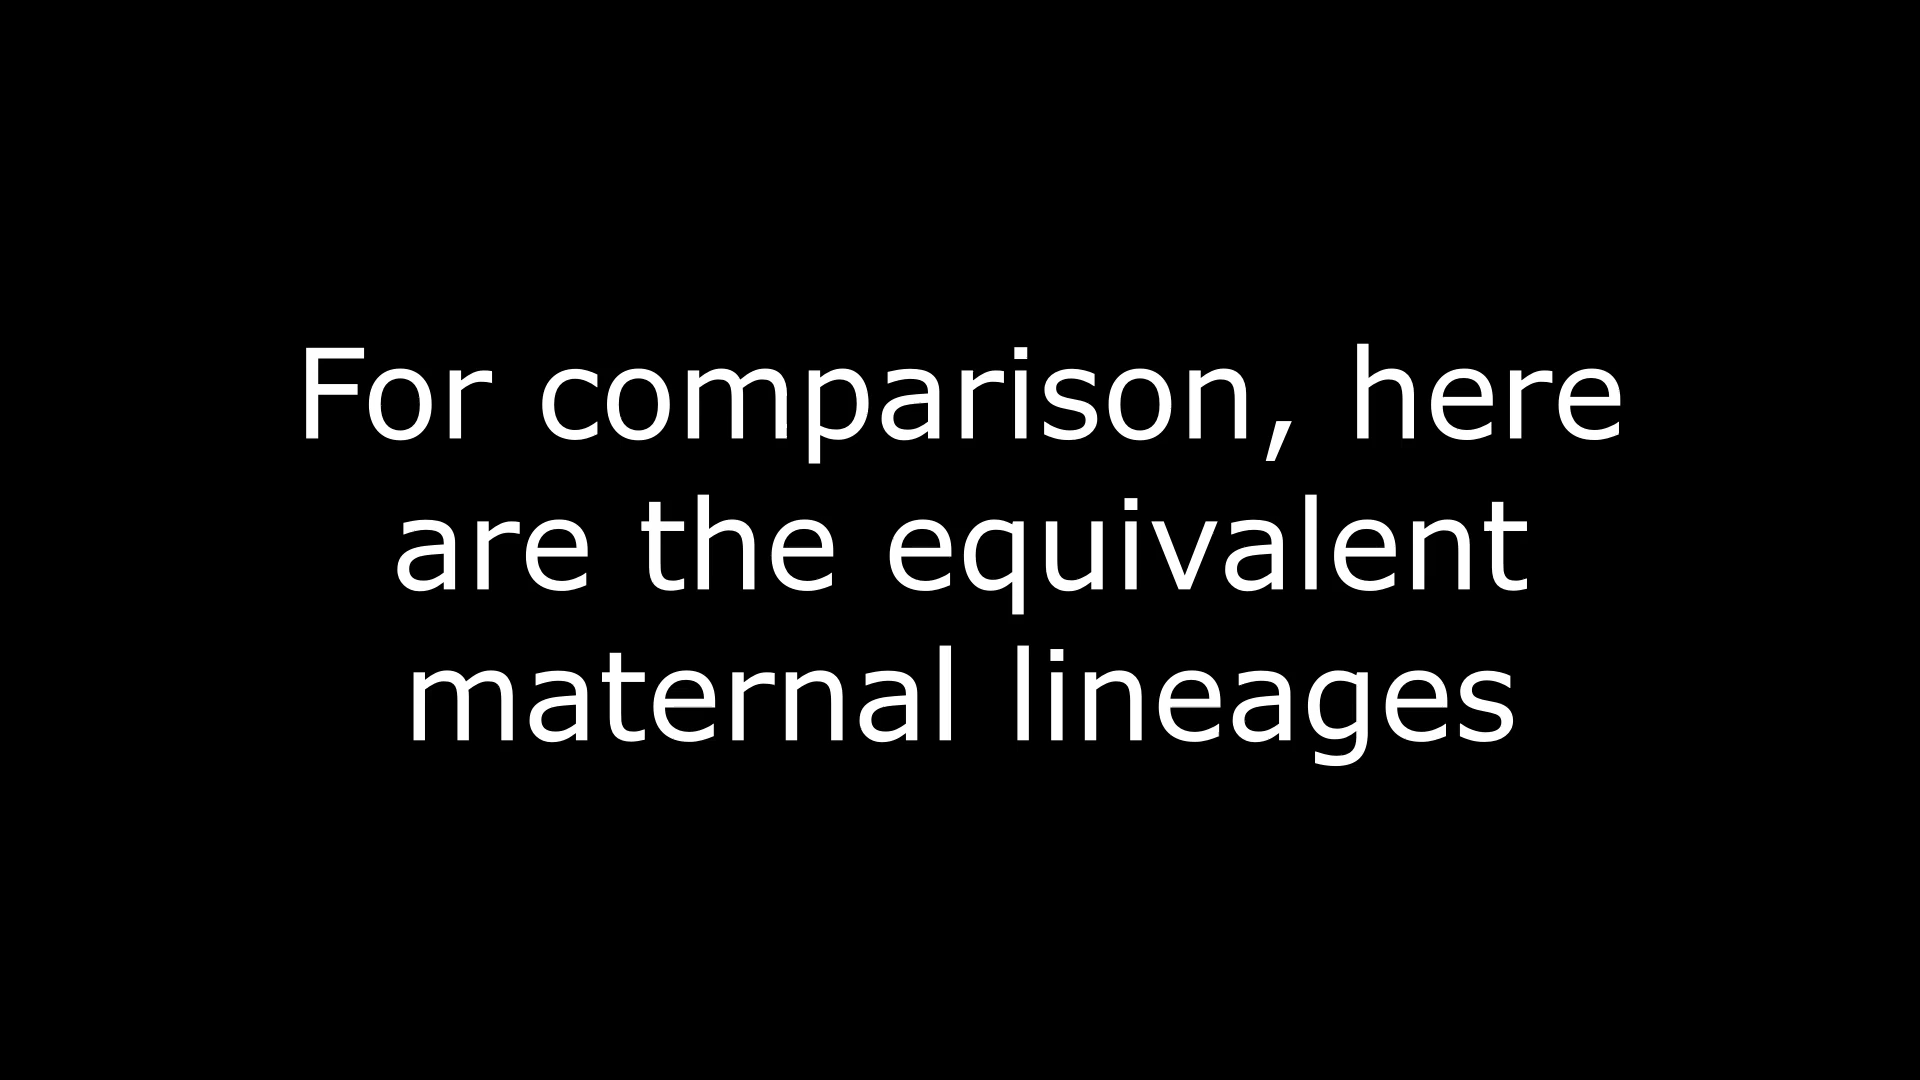 For comparison, here
are the equivalent
maternal lineages